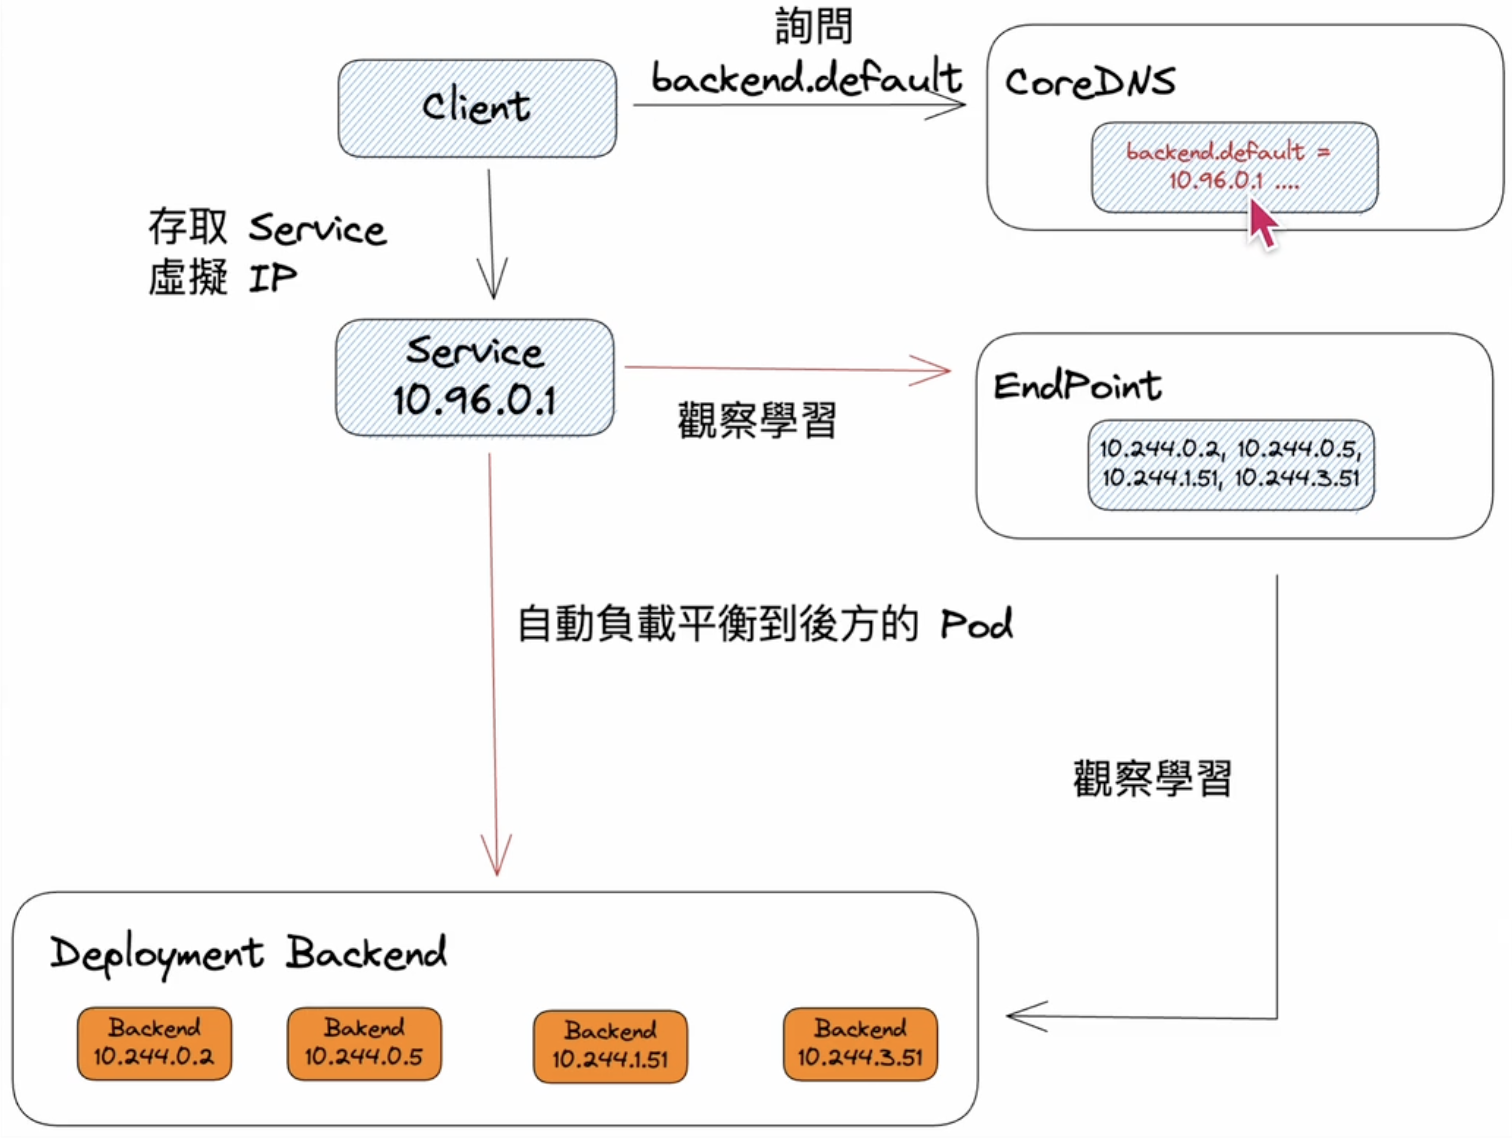 詢問
backend.default
Client
CoreDNS
backend.default =
10.96.0.1 ....
存取 Service
虛擬 IP
Service
10.96.0.1
觀察學習
EndPoint
10.244.0.2, 10.244.0.5,
10.244.1.51, 10.244.3.51
自動負載平衡到後方的 Pod
觀察學習
Deployment Backend
Backend
10.244.0.2
Bakend
10.244.0.5
Backend
10.244.1.51
Backend
10.244.3.51